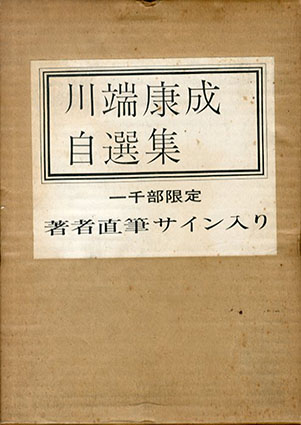 川端康成
自選集
一千部限定
著者直筆サイン入り